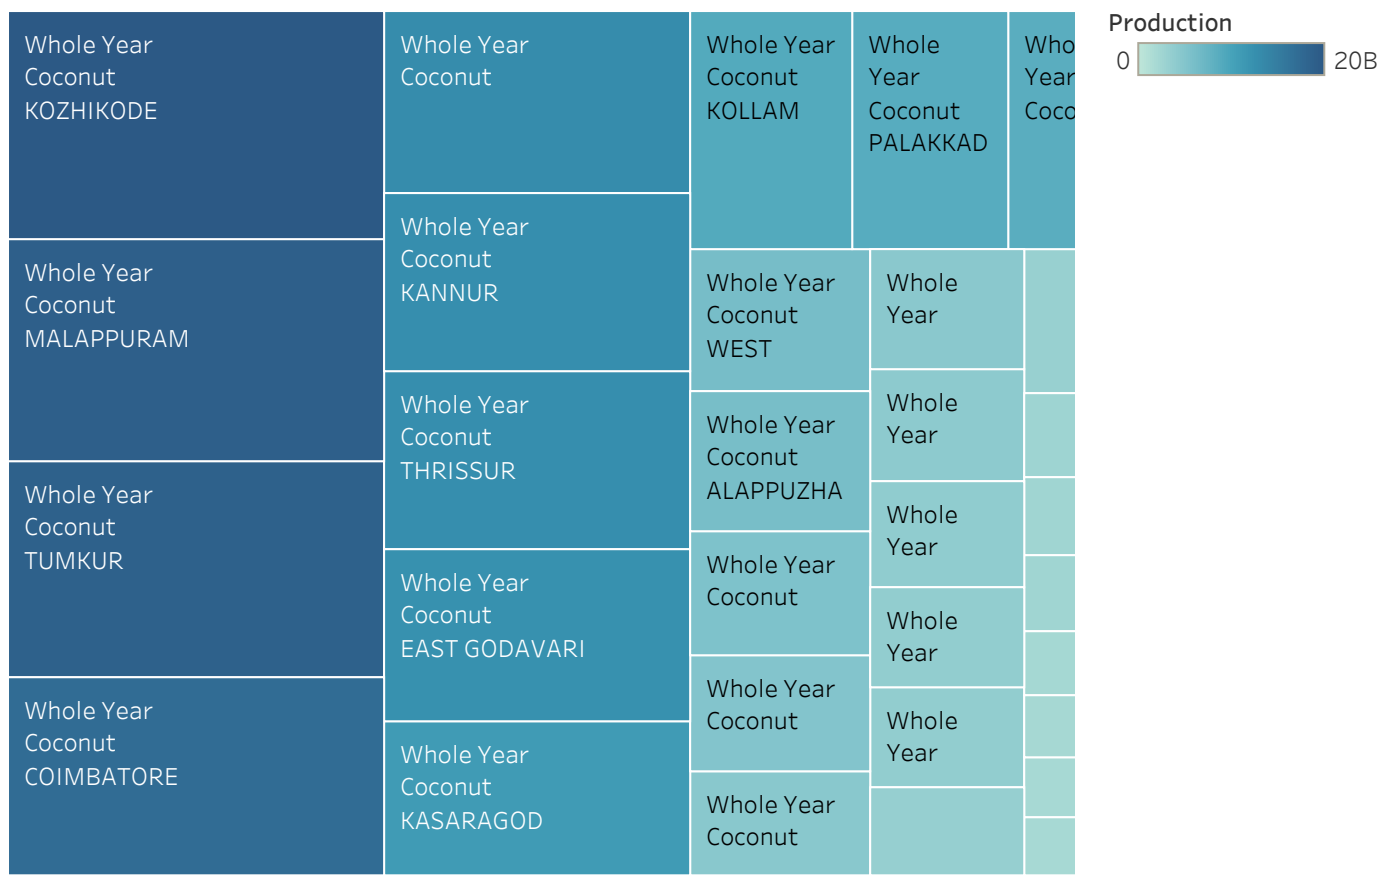 Whole Year
Coconut
KOZHIKODE
Whole Year
Coconut
MALAPPURAM
Whole Year
Coconut
TUMKUR
Whole Year
Coconut
COIMBATORE
Whole Year
Coconut
Whole Year
Coconut
KANNUR
Whole Year
Coconut
THRISSUR
Whole Year
Coconut
EAST GODAVARI
Whole Year
Coconut
KASARAGOD
Whole Year
Coconut
KOLLAM
Whole
Year
Coconut
PALAKKAD
Who
Year
Coco
Whole Year
Coconut
WEST
Whole Year
Coconut
ALAPPUZHA
Whole Year
Coconut
Whole Year
Coconut
Whole Year
Coconut
Whole
Year
Whole
Year
Whole
Year
Whole
Year
Whole
Year
Production
0 20B